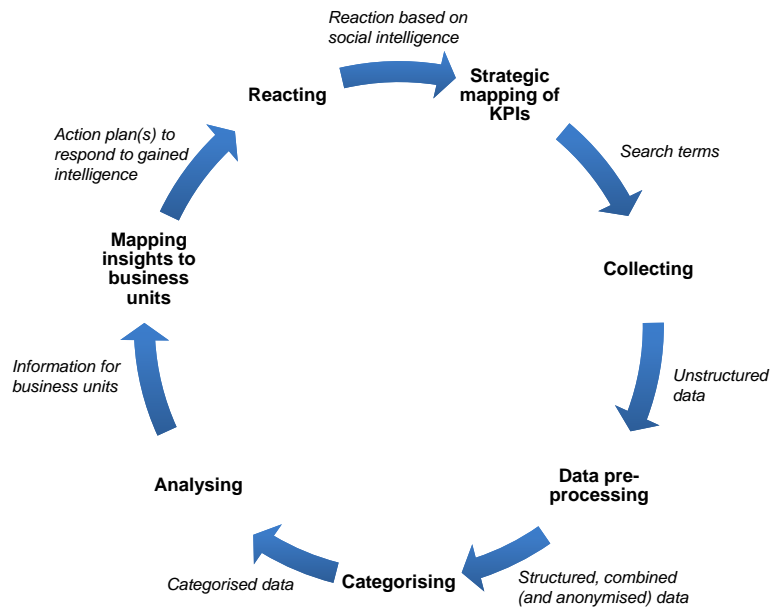 Reaction based on
social intelligence
Strategic
mapping of
KPIs
Search terms
Collecting
Unstructured
data
Data pre-
processing
Structured, combined
(and anonymised) data
Categorising
Categorised data
Analysing
Information for
business units
Mapping
insights to
business
units
Action plan(s) to
respond to gained
intelligence
Reacting